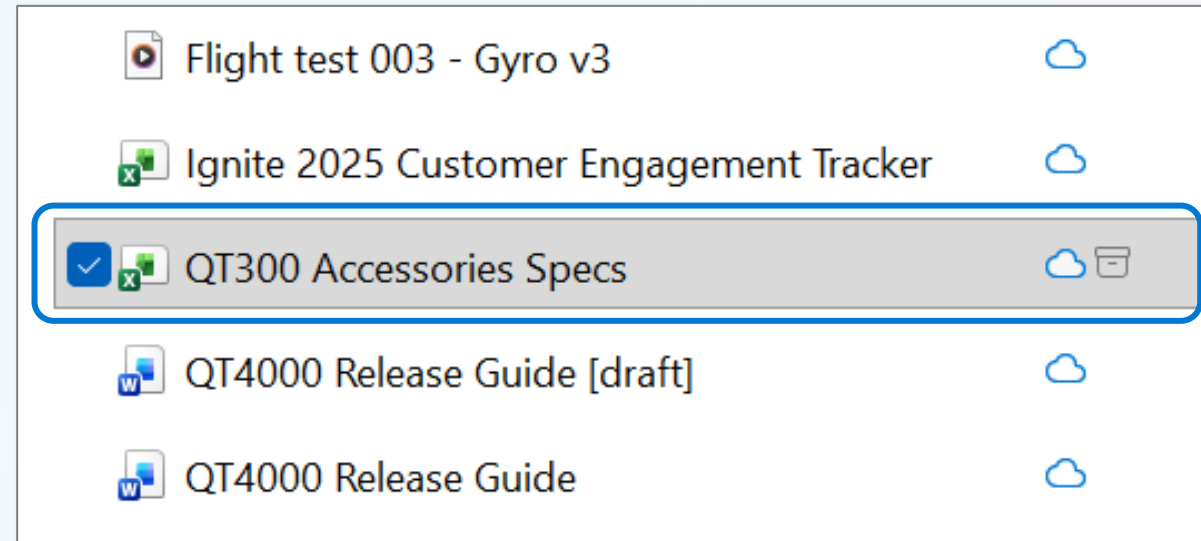 Flight test 003 - Gyro v3
Ignite 2025 Customer Engagement Tracker
QT300 Accessories Specs
QT4000 Release Guide [draft]
QT4000 Release Guide